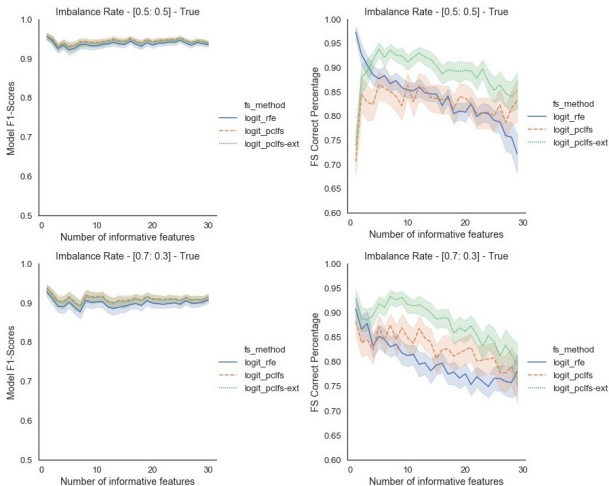 Imbalance Rate - [0.5: 0.5] - True
1.0
0.9
0.8
0.7
0.6
0.5
Model F1-Scores
0 10 20 30
Number of informative features
fs_method
logit_rfe
logit_pclfs
logit_pclfs-ext
Imbalance Rate - [0.5: 0.5] - True
1.00
0.95
0.90
0.85
0.80
0.75
0.70
0.65
0.60
FS Correct Percentage
0 10 20 30
Number of informative features
fs_method
logit_rfe
logit_pclfs
logit_pclfs-ext
Imbalance Rate - [0.7: 0.3] - True
1.0
0.9
0.8
0.7
0.6
0.5
Model F1-Scores
0 10 20 30
Number of informative features
fs_method
logit_rfe
logit_pclfs
logit_pclfs-ext
Imbalance Rate - [0.7: 0.3] - True
1.00
0.95
0.90
0.85
0.80
0.75
0.70
0.65
0.60
FS Correct Percentage
0 10 20 30
Number of informative features
fs_method
logit_rfe
logit_pclfs
logit_pclfs-ext